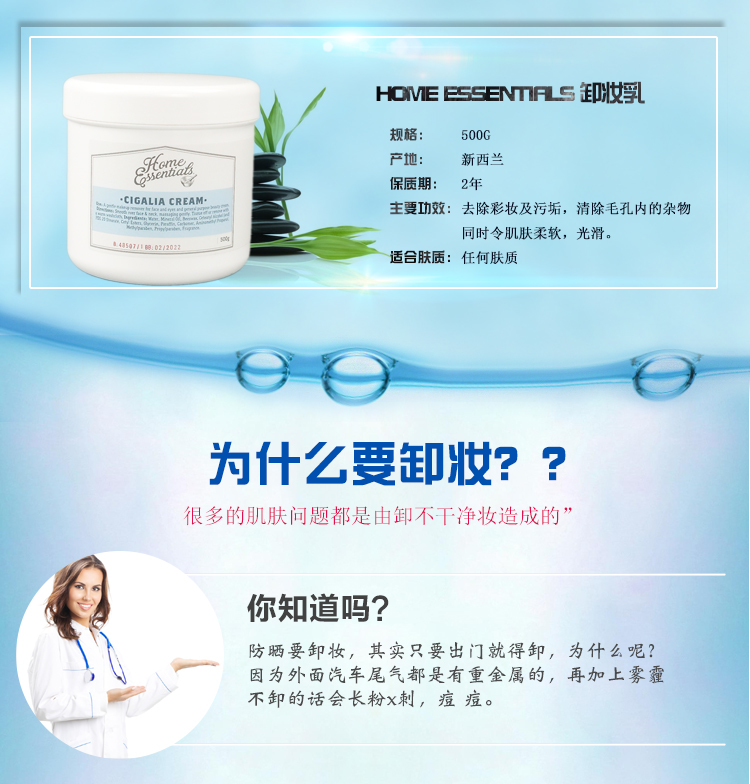 HOME ESSENTIALS 卸妆乳
规格: 500G
产地: 新西兰
保质期: 2年
主要功效: 去除彩妆及污垢，清除毛孔内的杂物
同时令肌肤柔软，光滑。
适合肤质: 任何肤质
Home
Essentials
·CIGALIA CREAM·
500g
为什么要卸妆？？
很多的肌肤问题都是由卸不干净妆造成的”
你知道吗?
防晒要卸妆，其实只要出门就得卸，为什么呢？
因为外面汽车尾气都是有重金属的，再加上雾霾
不卸的话会长粉x刺，痘 痘。